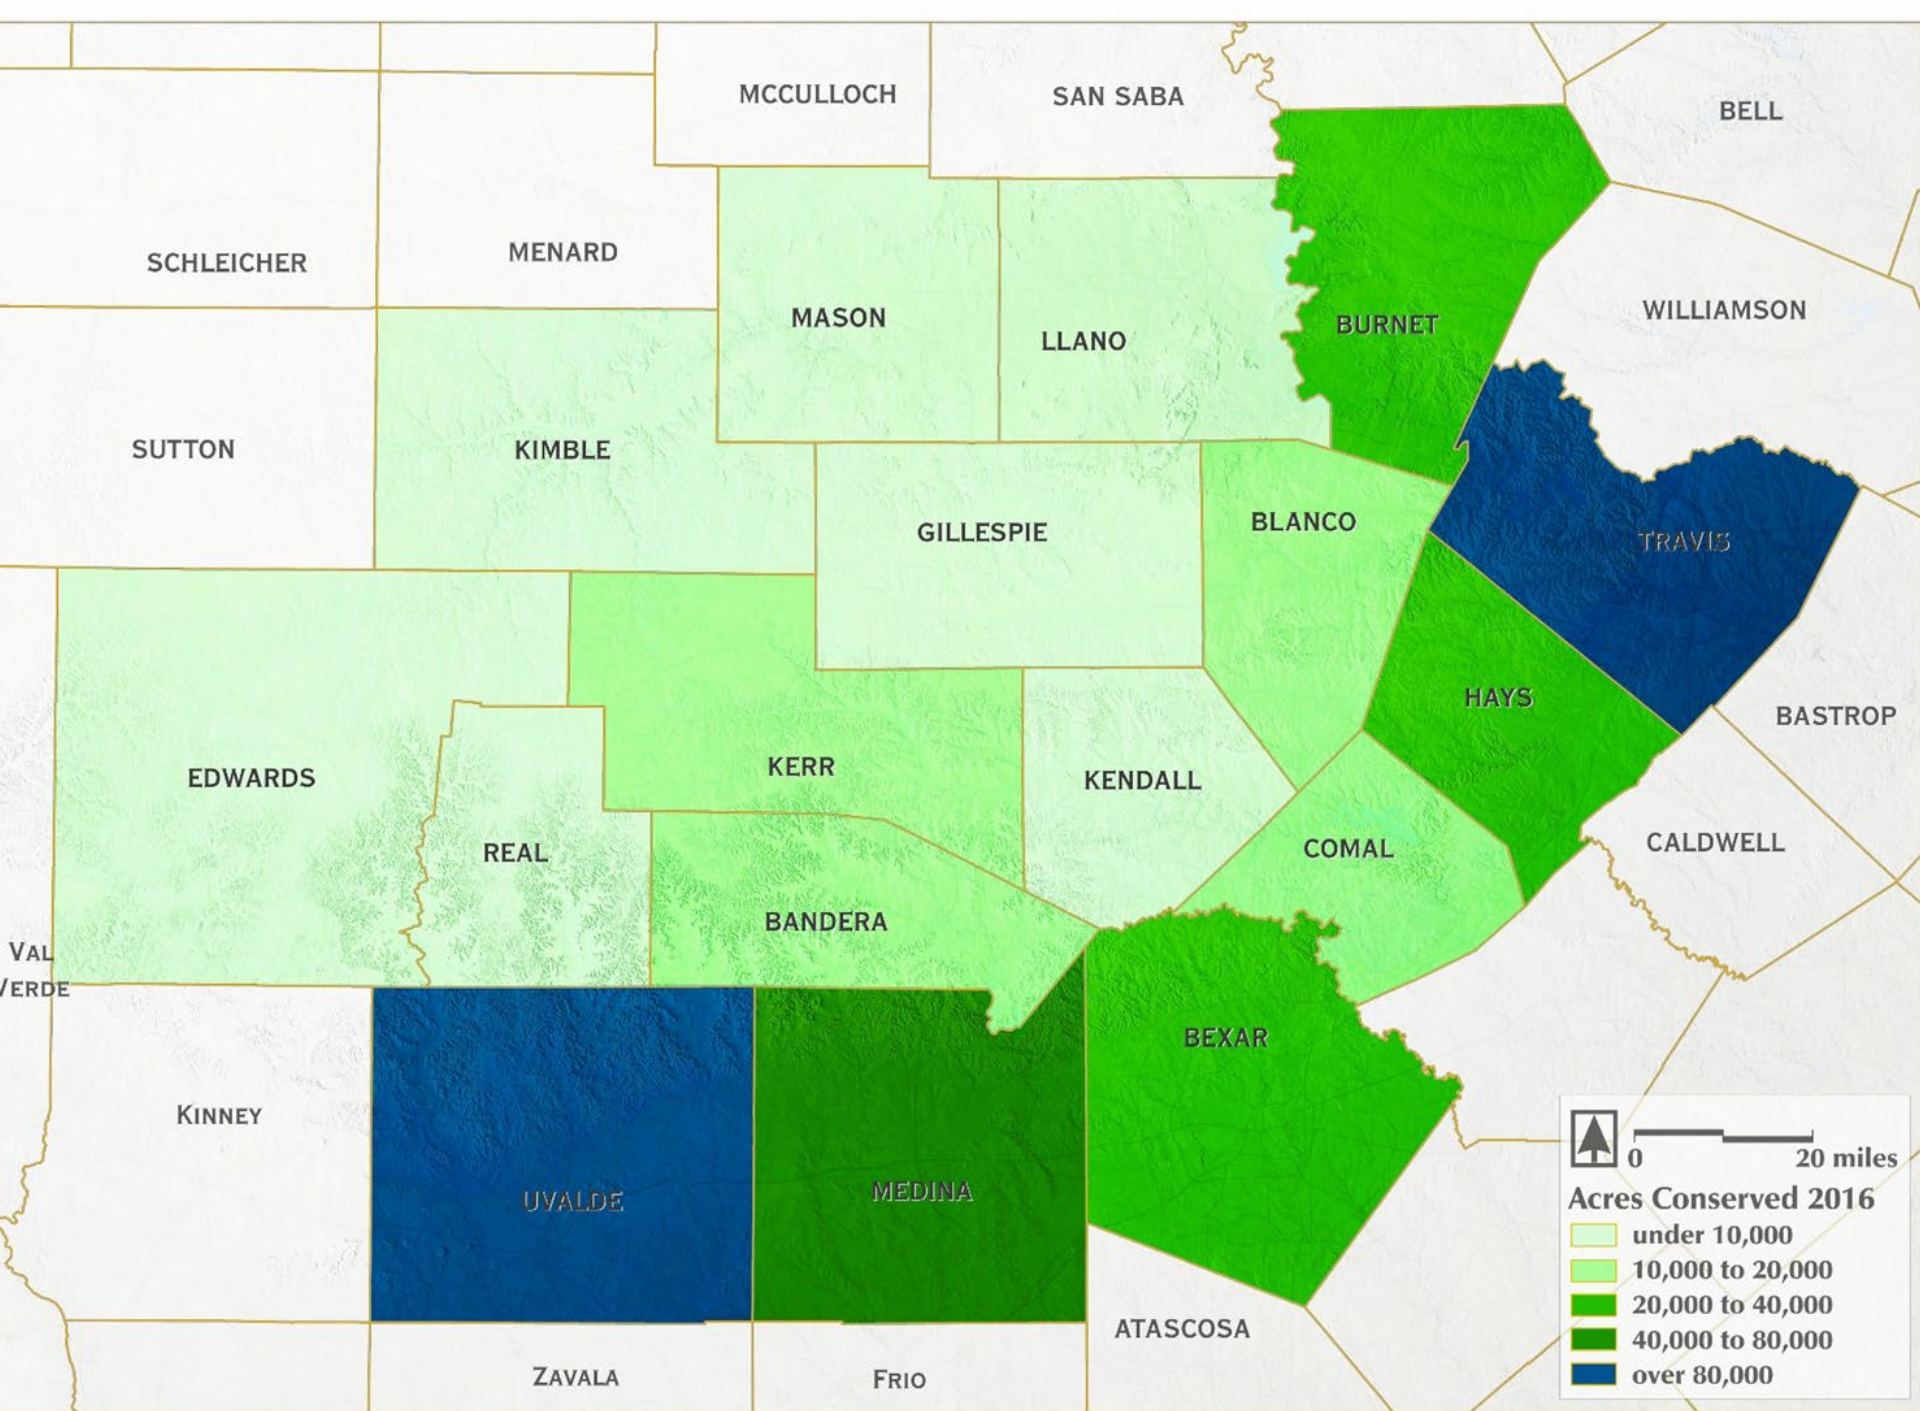 MCCULLOCH
SAN SABA
BELL
SCHLEICHER
MENARD
MASON
LLANO
BURNET
WILLIAMSON
SUTTON
KIMBLE
GILLESPIE
BLANCO
TRAVIS
HAYS
BASTROP
EDWARDS
KERR
KENDALL
REAL
COMAL
CALDWELL
BANDERA
VAL
VERDE
BEXAR
KINNEY
UVALDE
MEDINA
ATASCOSA
ZAVALA
FRIO
0 20 miles
Acres Conserved 2016
under 10,000
10,000 to 20,000
20,000 to 40,000
40,000 to 80,000
over 80,000